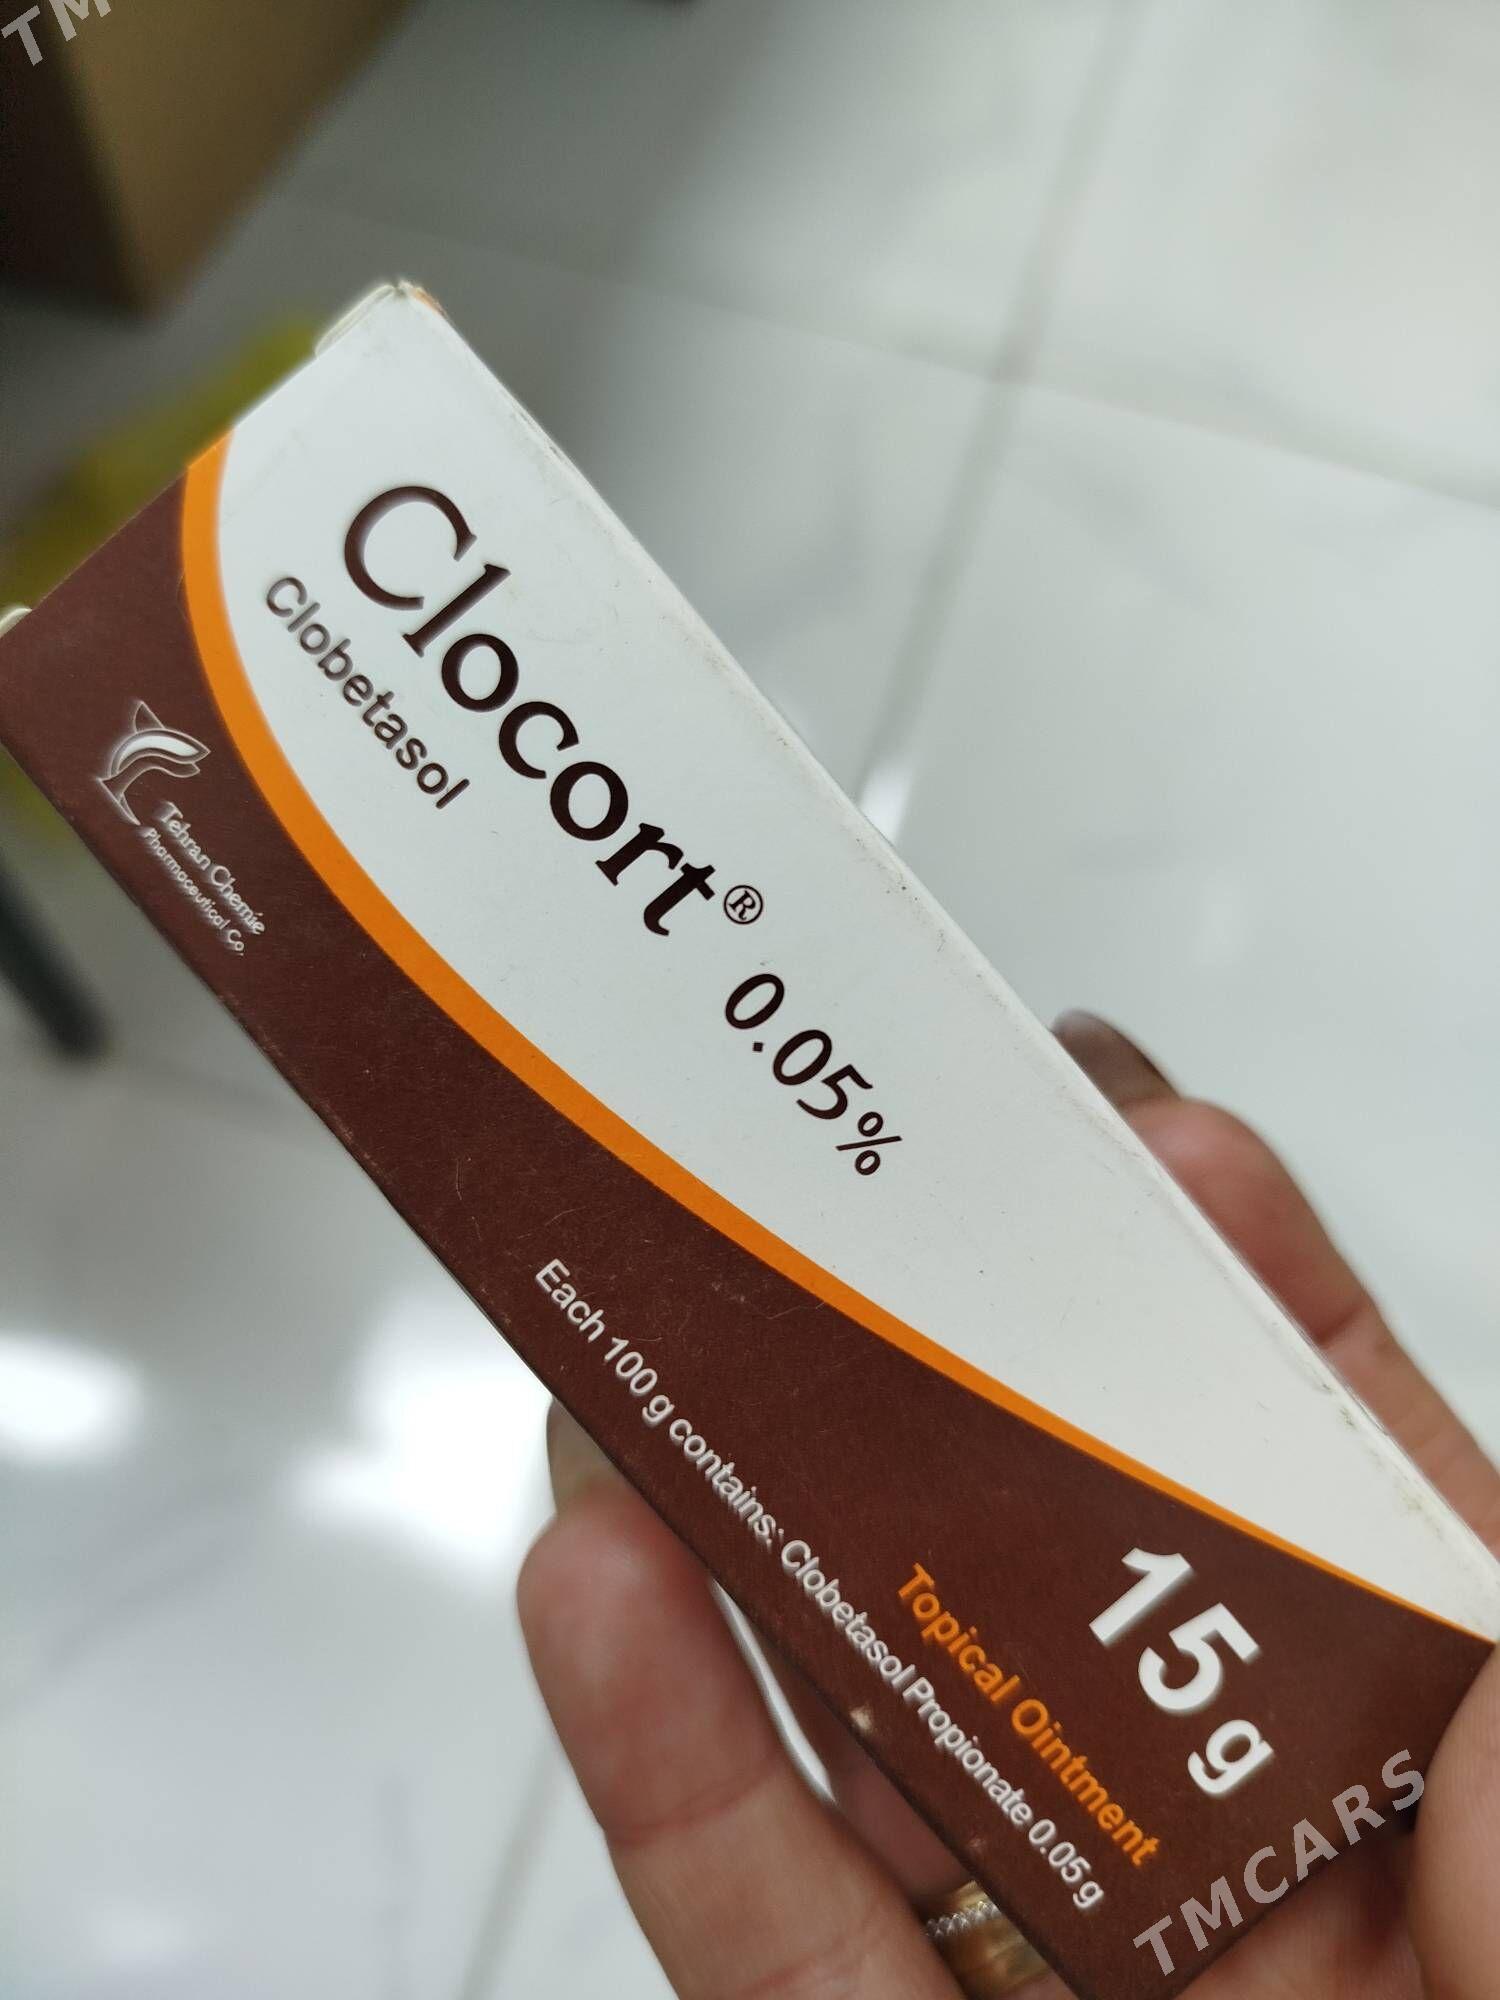 TM
Clocort® 0.05%
Clobetasol
Tehran Chemie
Pharmaceutical Co.
15 g
Topical Ointment
Each 100 g contains: Clobetasol Propionate 0.05 g
TMCARS